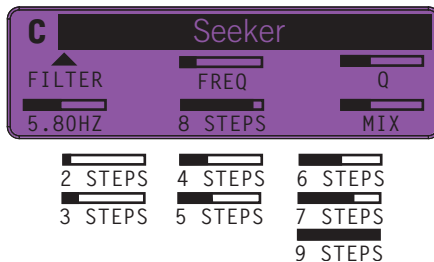 C Seeker
FILTER FREQ Q
5.80HZ 8 STEPS MIX
2 STEPS 4 STEPS 6 STEPS
3 STEPS 5 STEPS 7 STEPS
9 STEPS